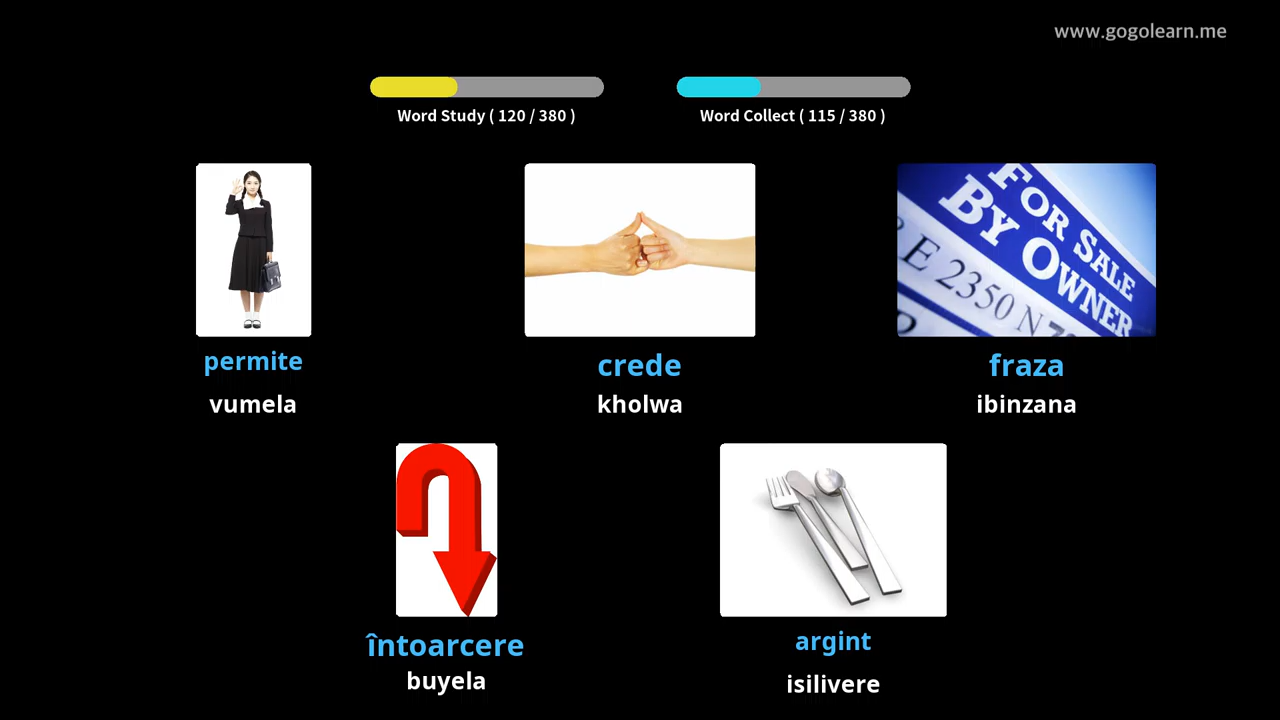 www.gogolearn.me
Word Study ( 120 / 380 )
Word Collect ( 115 / 380 )
FOR SALE
BY OWNER
E 2350 N
permite
crede
fraza
vumela
kholwa
ibinzana
întoarcere
argint
buyela
isilivere